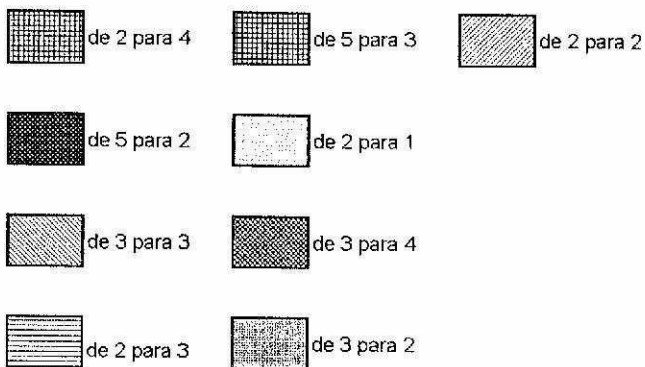 de 2 para 4
de 5 para 3
de 2 para 2
de 5 para 2
de 2 para 1
de 3 para 3
de 3 para 4
de 2 para 3
de 3 para 2